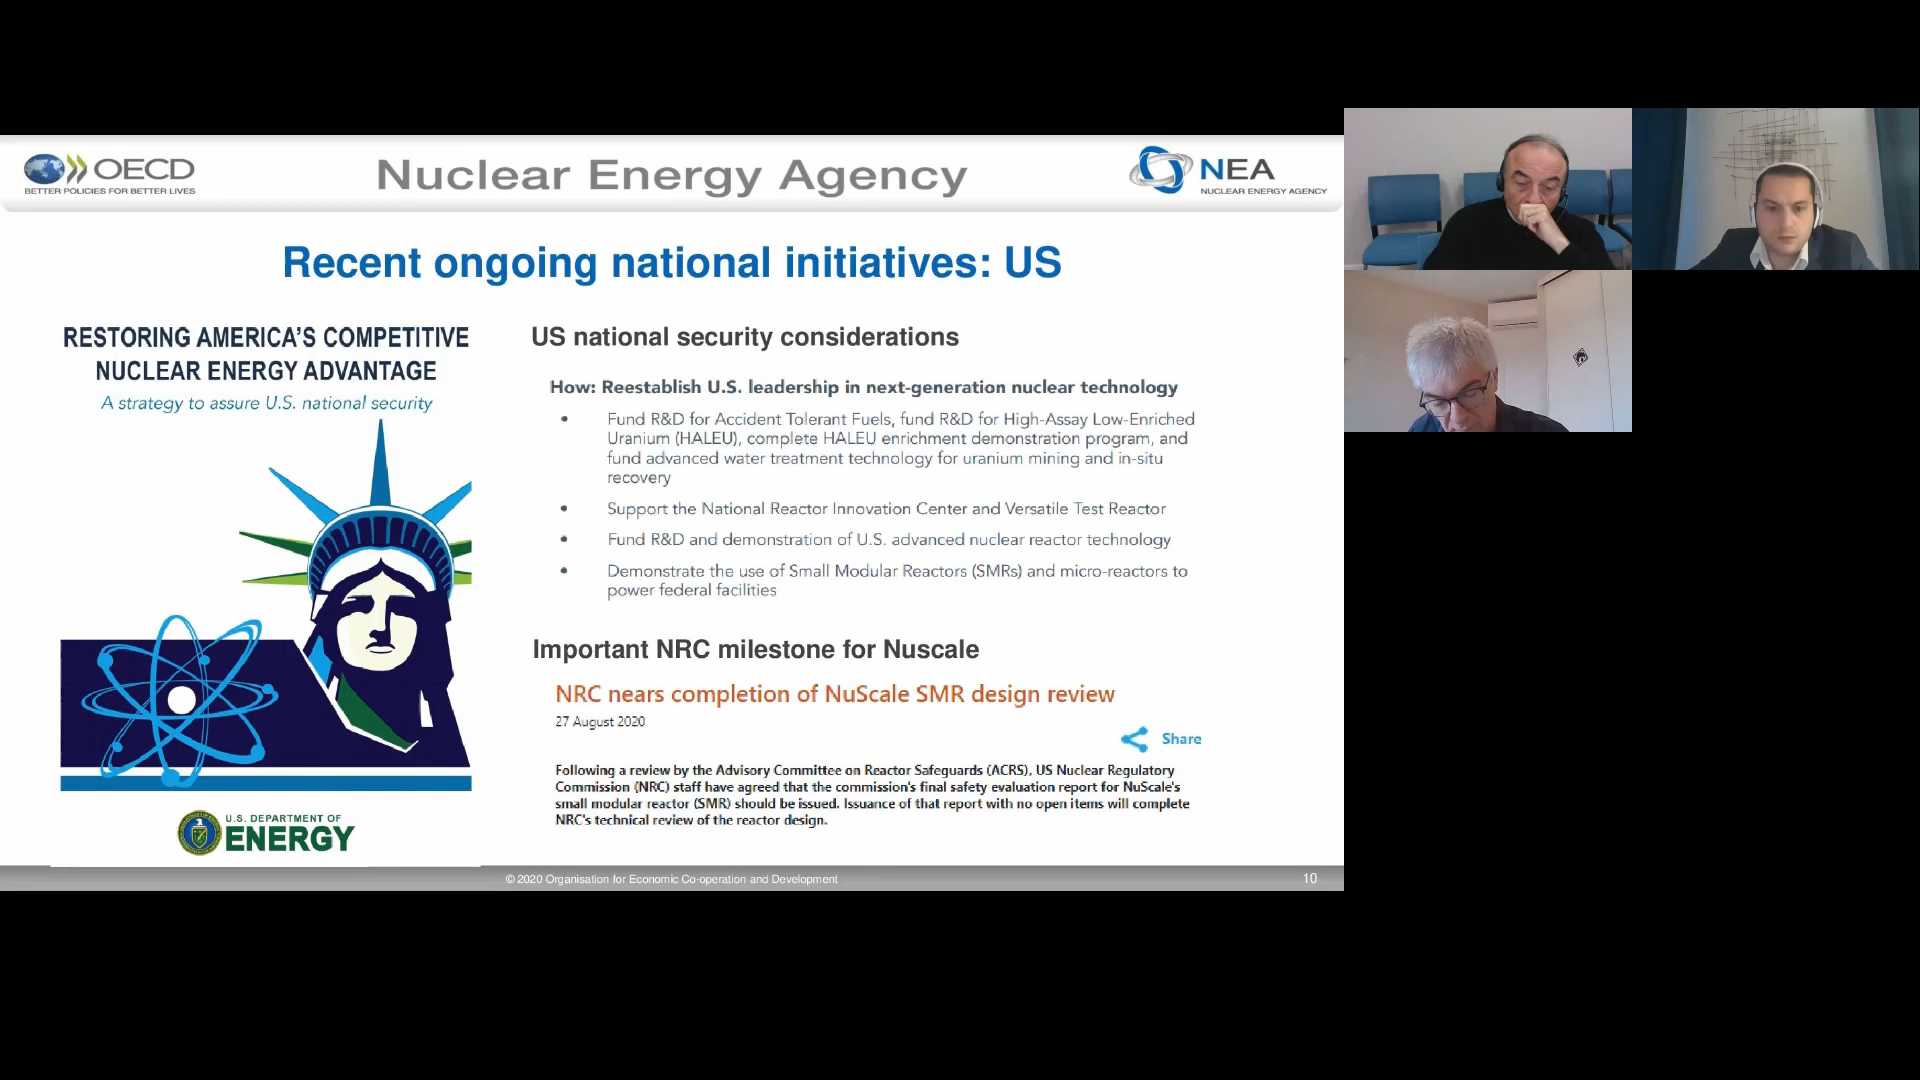 OECD
BETTER POLICIES FOR BETTER LIVES
Nuclear Energy Agency
NEA
NUCLEAR ENERGY AGENCY
Recent ongoing national initiatives: US
RESTORING AMERICA'S COMPETITIVE
NUCLEAR ENERGY ADVANTAGE
A strategy to assure U.S. national security
U.S. DEPARTMENT OF
ENERGY
US national security considerations
How: Reestablish U.S. leadership in next-generation nuclear technology
• Fund R&D for Accident Tolerant Fuels, fund R&D for High-Assay Low-Enriched
Uranium (HALEU), complete HALEU enrichment demonstration program, and
fund advanced water treatment technology for uranium mining and in-situ
recovery
• Support the National Reactor Innovation Center and Versatile Test Reactor
• Fund R&D and demonstration of U.S. advanced nuclear reactor technology
• Demonstrate the use of Small Modular Reactors (SMRs) and micro-reactors to
power federal facilities
Important NRC milestone for Nuscale
NRC nears completion of NuScale SMR design review
27 August 2020
Share
Following a review by the Advisory Committee on Reactor Safeguards (ACRS), US Nuclear Regulatory
Commission (NRC) staff have agreed that the commission's final safety evaluation report for NuScale's
small modular reactor (SMR) should be issued. Issuance of that report with no open items will complete
NRC's technical review of the reactor design.
© 2020 Organisation for Economic Co-operation and Development
10